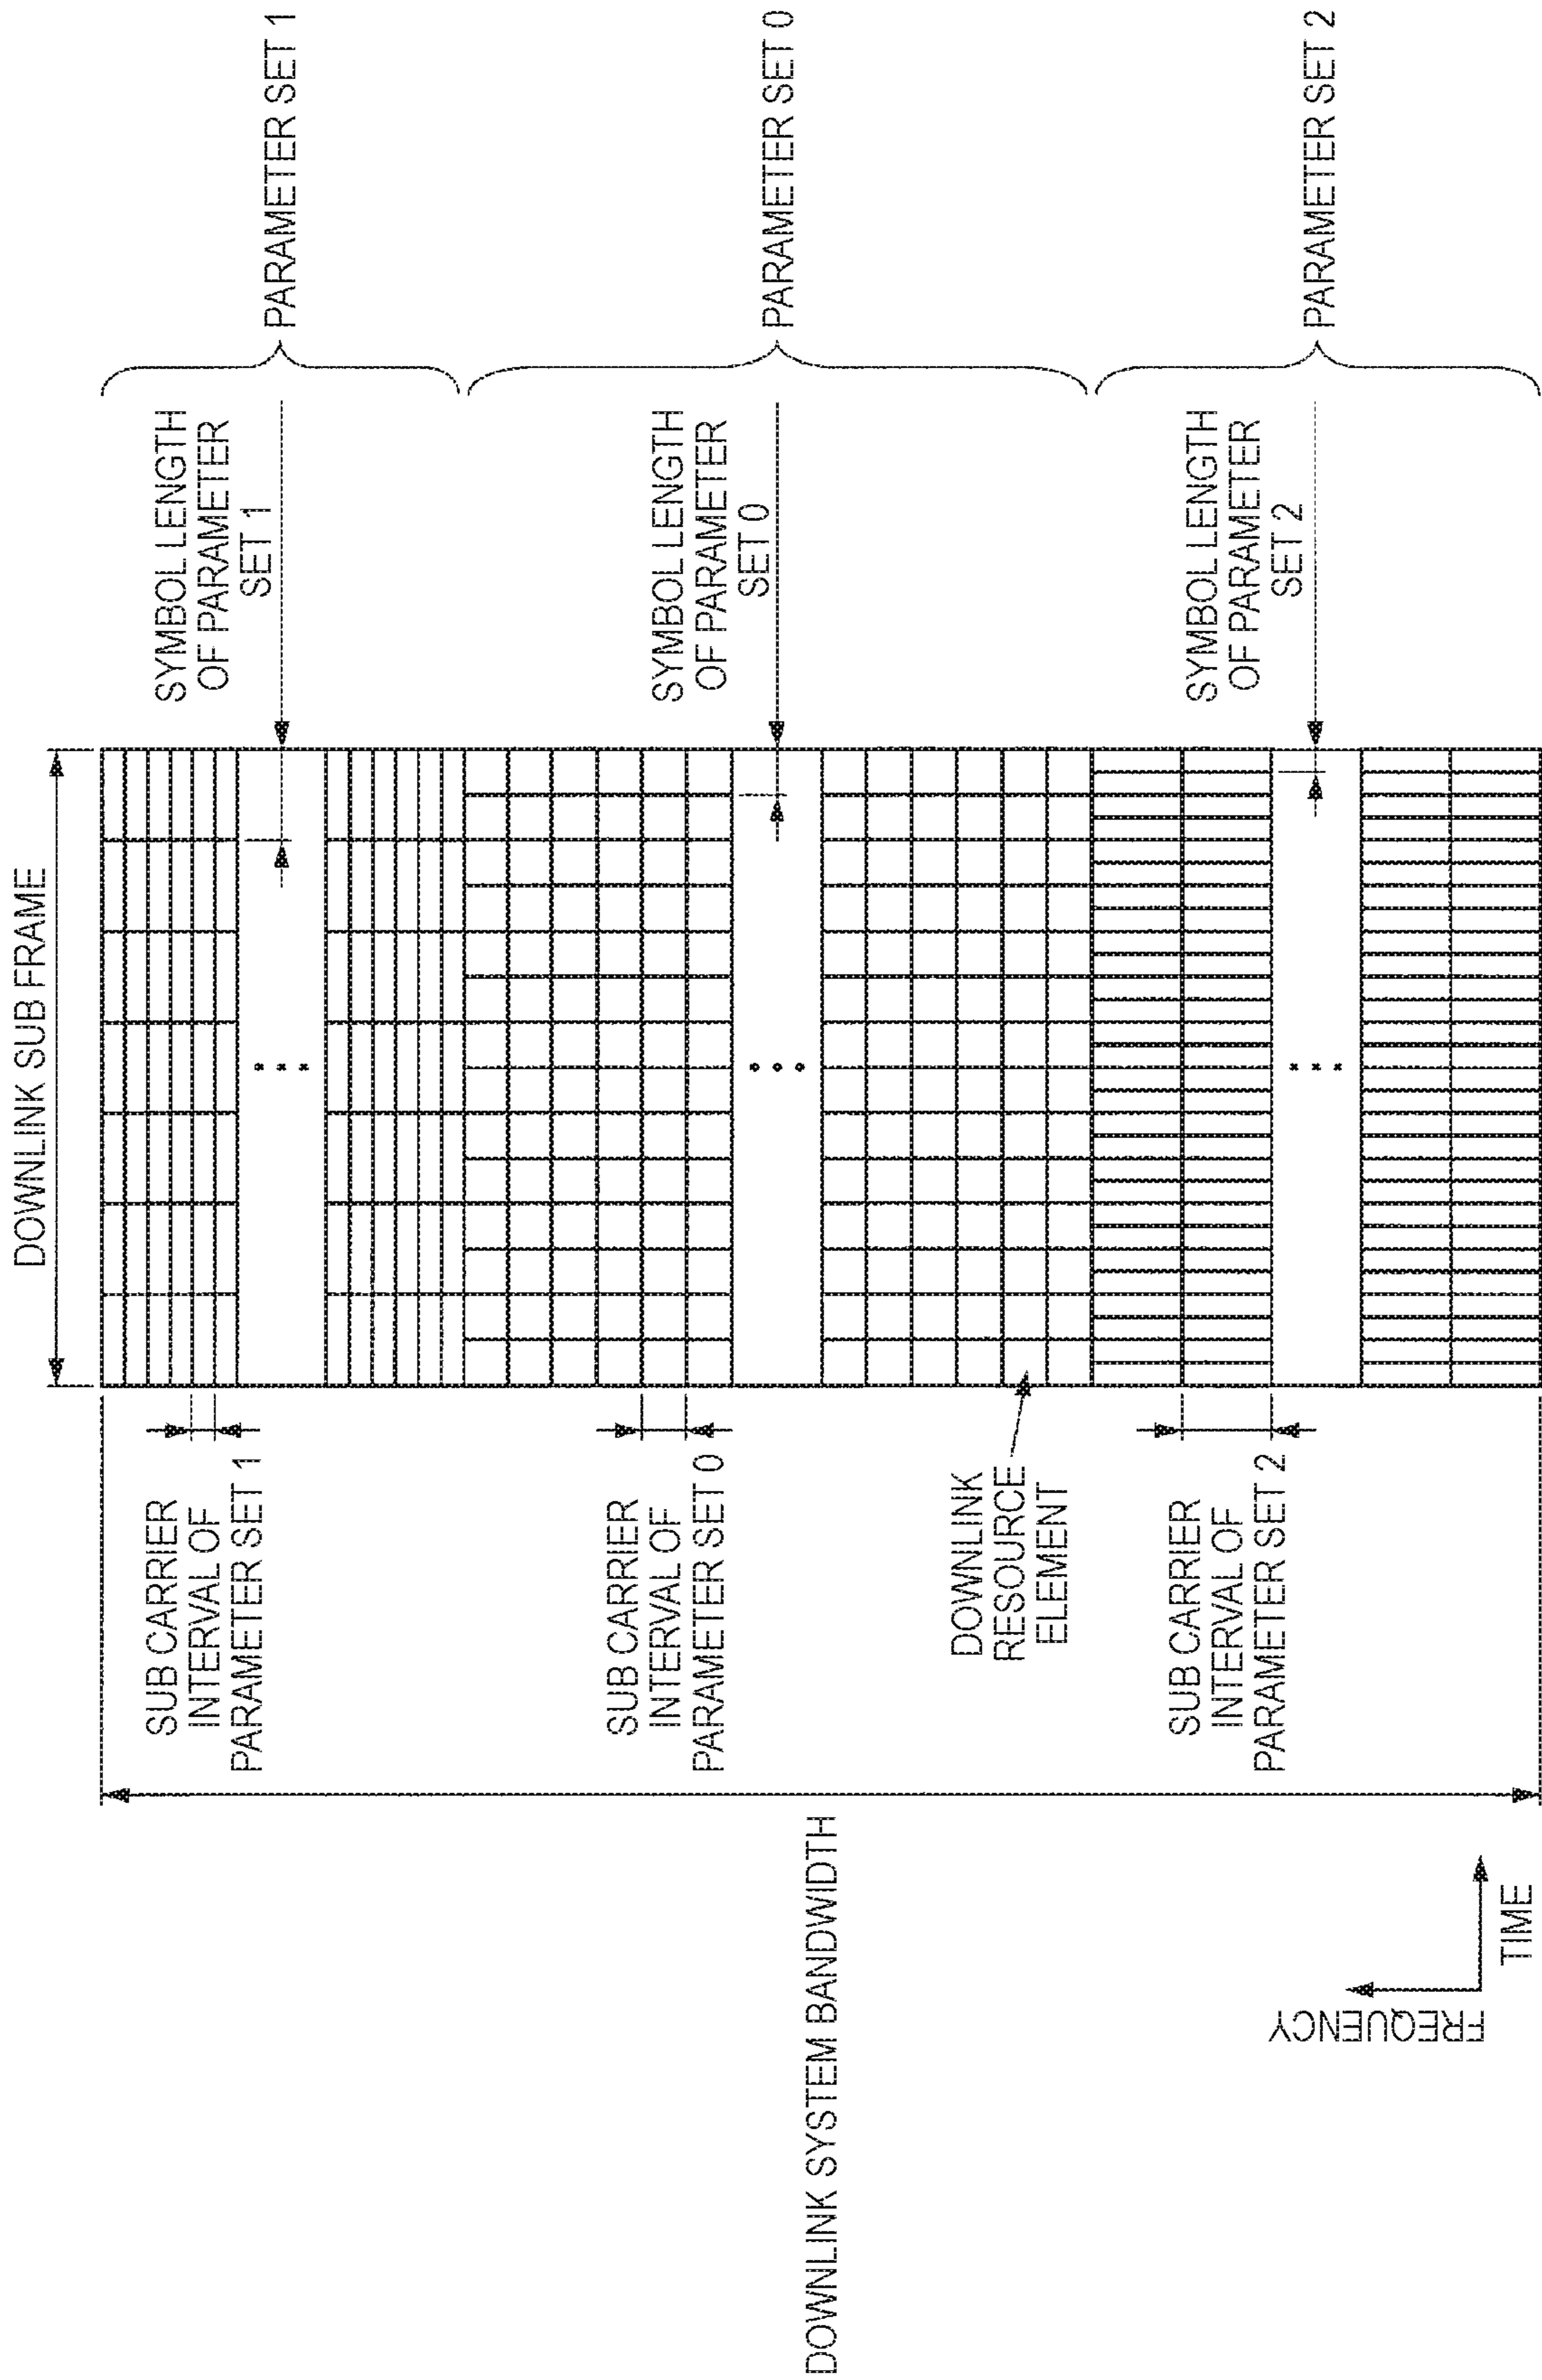 DOWNLINK SUB FRAME
SUB CARRIER
INTERVAL OF
PARAMETER SET 1
SYMBOL LENGTH
OF PARAMETER
SET 1
PARAMETER SET 1
SUB CARRIER
INTERVAL OF
PARAMETER SET 0
SYMBOL LENGTH
OF PARAMETER
SET 0
PARAMETER SET 0
DOWNLINK SYSTEM BANDWIDTH
DOWNLINK
RESOURCE
ELEMENT
SUB CARRIER
INTERVAL OF
PARAMETER SET 2
SYMBOL LENGTH
OF PARAMETER
SET 2
PARAMETER SET 2
FREQUENCY
TIME